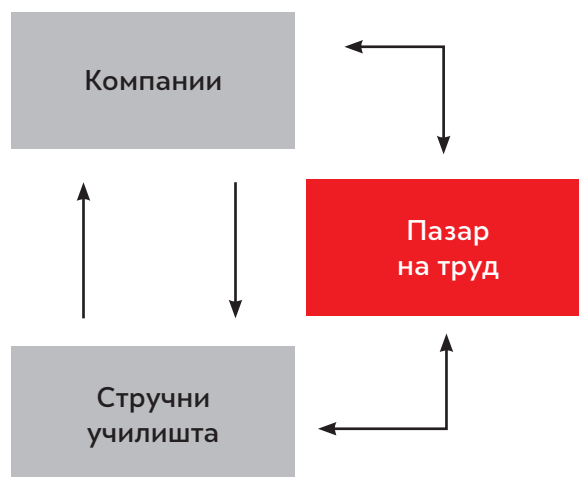 Компании
Пазар
на труд
Стручни
училишта